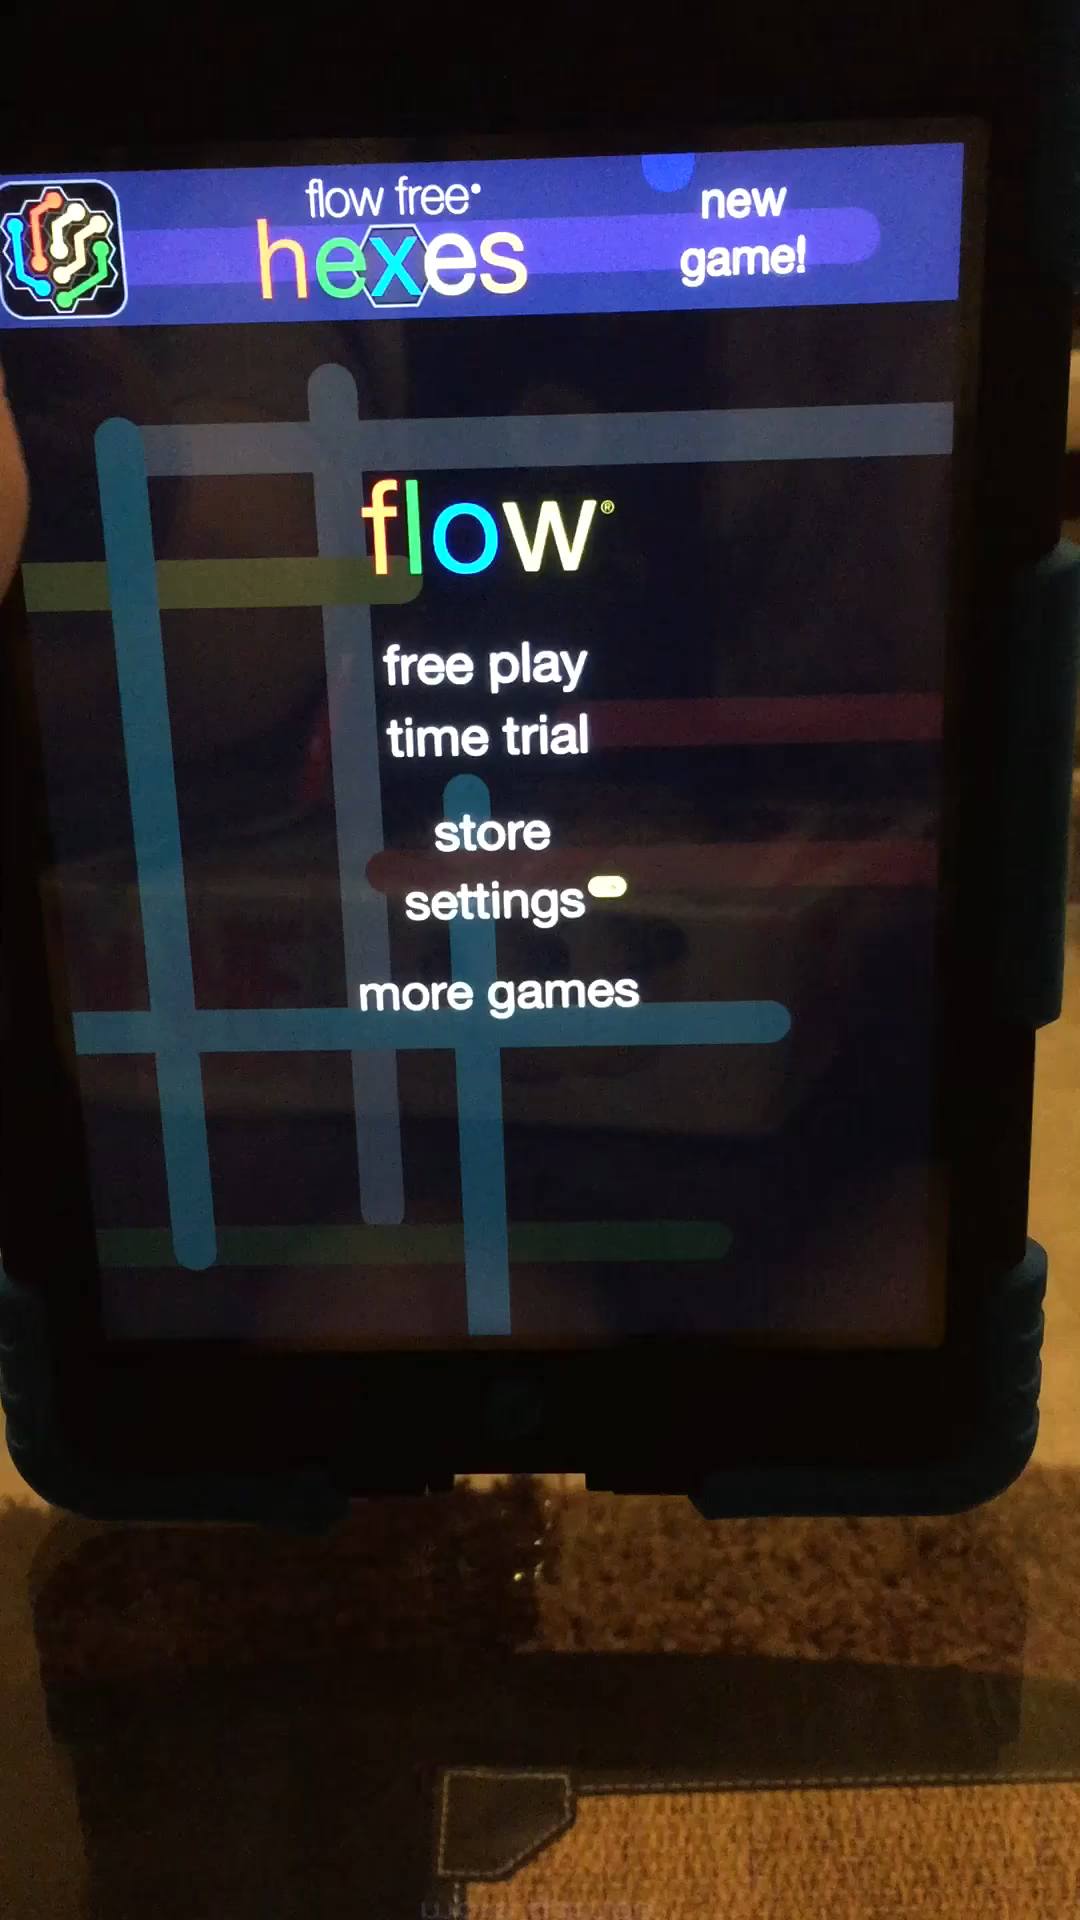 flow free
hexes
new
game!
flow®
free play
time trial
store
settings
more games